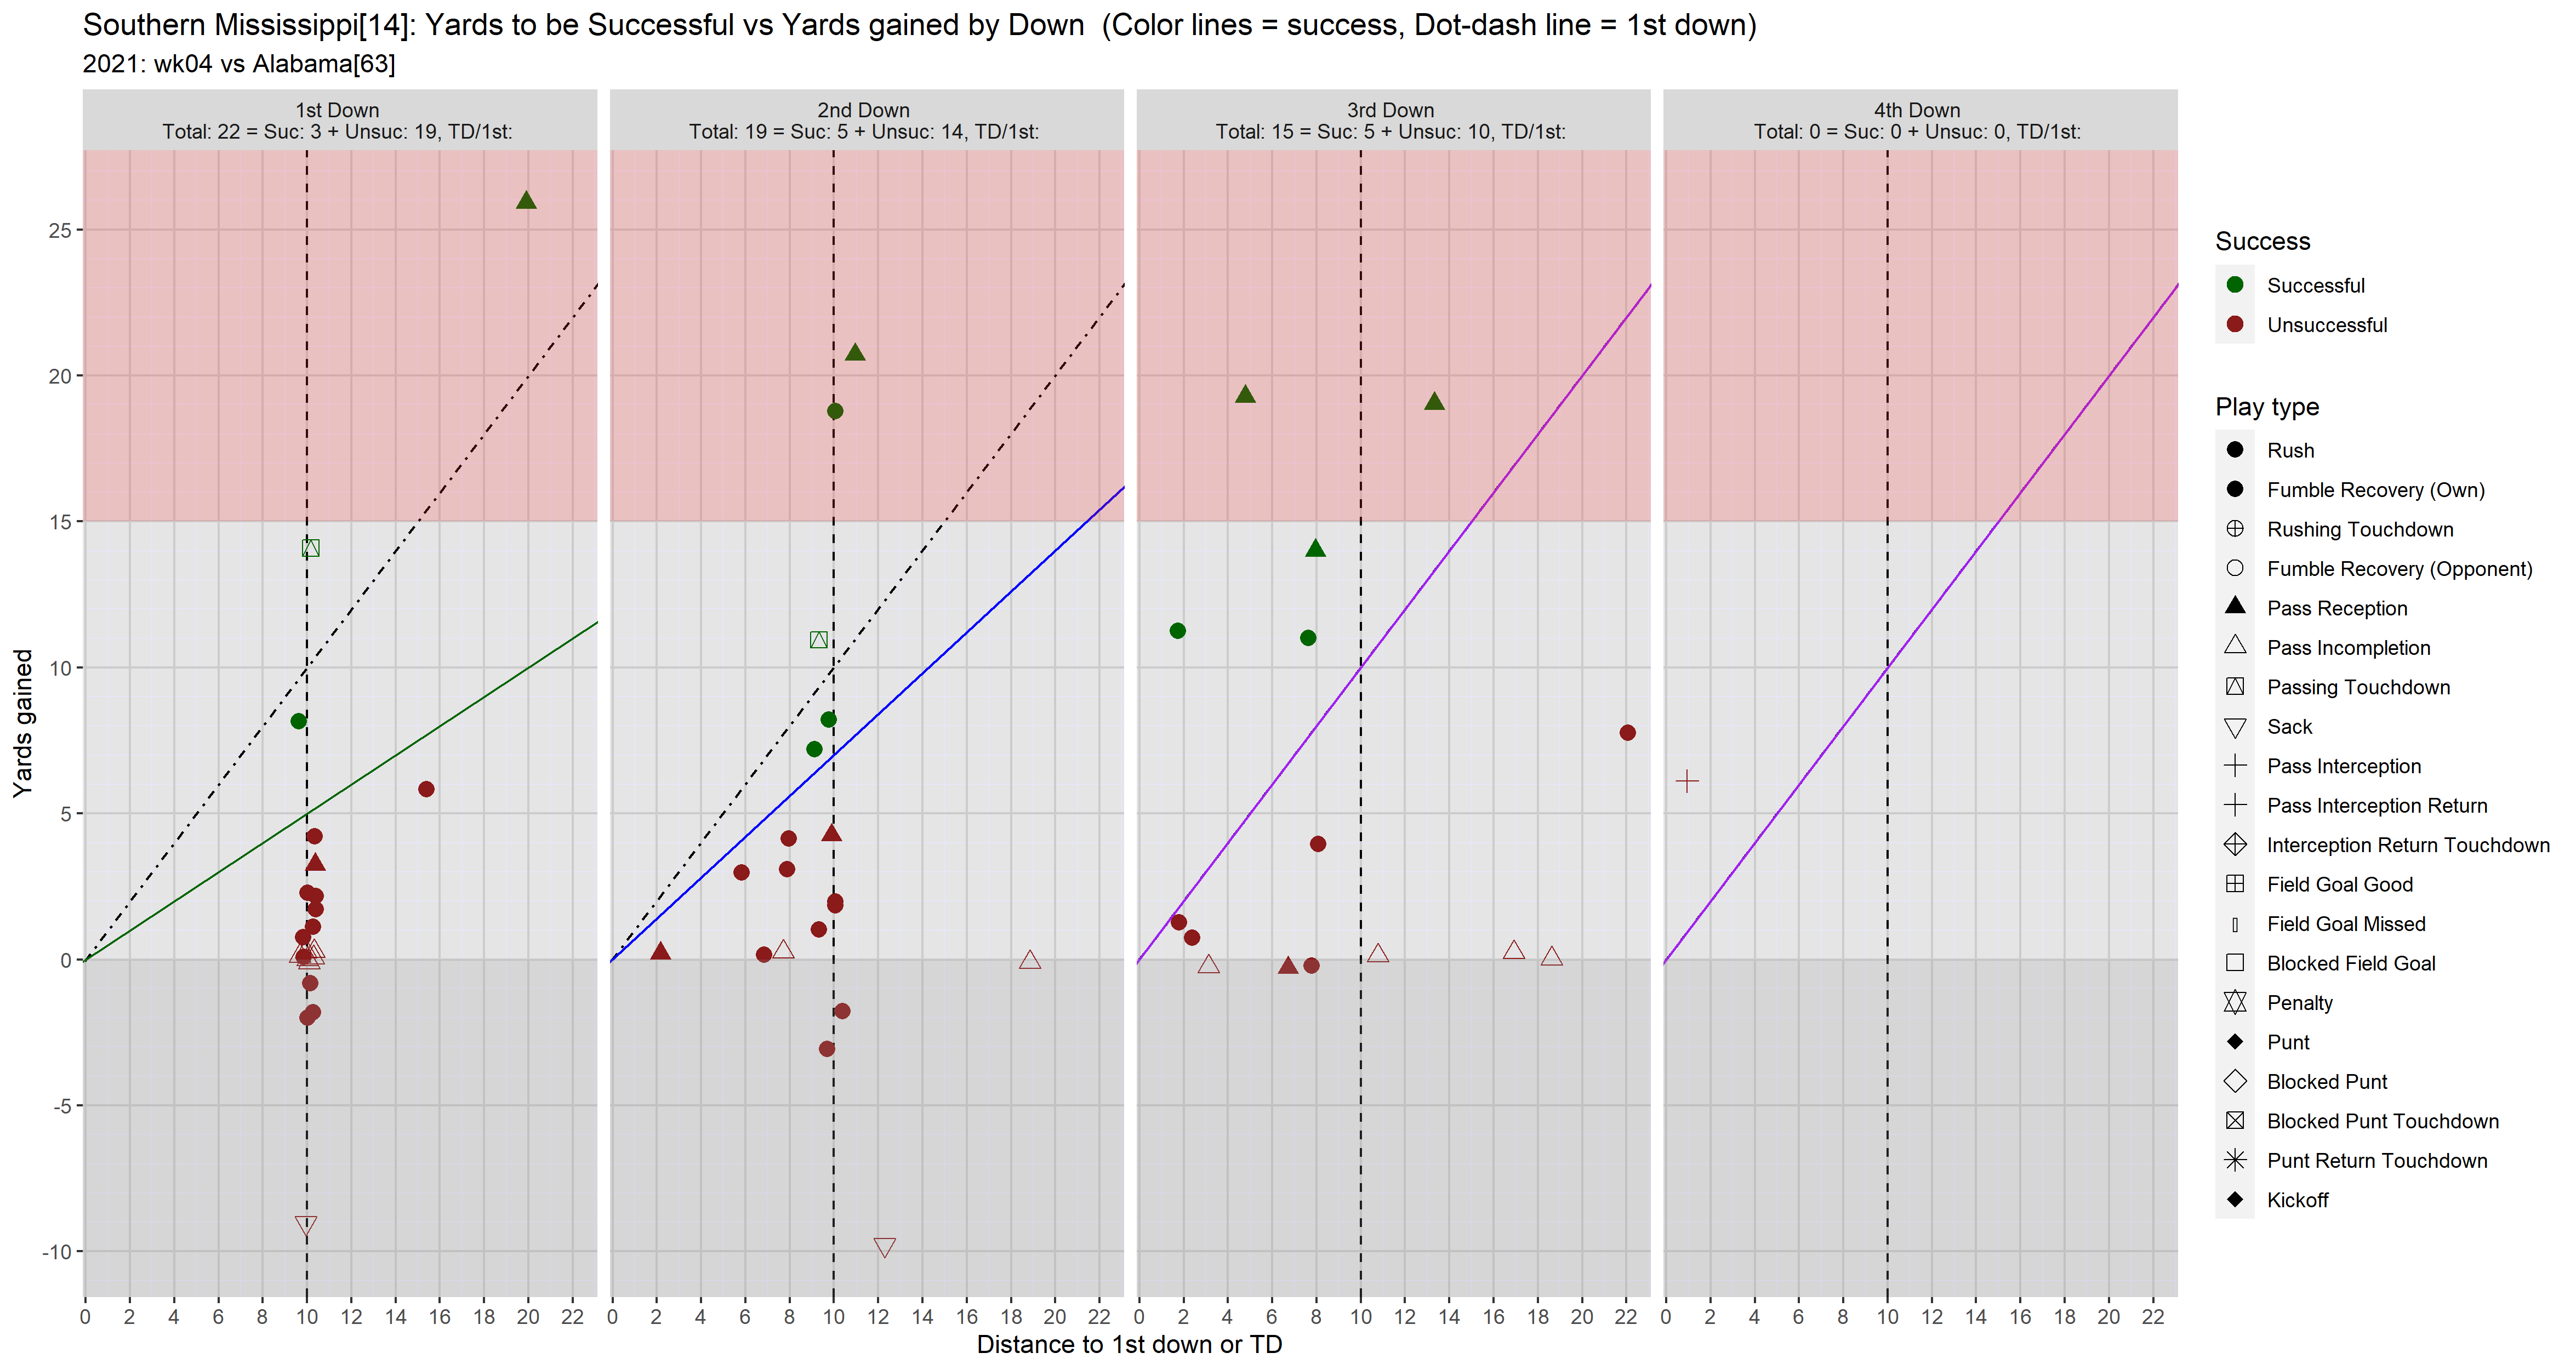 Southern Mississippi[14]: Yards to be Successful vs Yards gained by Down  (Color lines = success, Dot-dash line = 1st down)
2021: wk04 vs Alabama[63]
1st Down
Total: 22 = Suc: 3 + Unsuc: 19, TD/1st:
2nd Down
Total: 19 = Suc: 5 + Unsuc: 14, TD/1st:
3rd Down
Total: 15 = Suc: 5 + Unsuc: 10, TD/1st:
4th Down
Total: 0 = Suc: 0 + Unsuc: 0, TD/1st:
Yards gained
25
20
15
10
5
0
-5
-10
0 2 4 6 8 10 12 14 16 18 20 22
0 2 4 6 8 10 12 14 16 18 20 22
0 2 4 6 8 10 12 14 16 18 20 22
0 2 4 6 8 10 12 14 16 18 20 22
Distance to 1st down or TD
Success
Successful
Unsuccessful
Play type
Rush
Fumble Recovery (Own)
Rushing Touchdown
Fumble Recovery (Opponent)
Pass Reception
Pass Incompletion
Passing Touchdown
Sack
Pass Interception
Pass Interception Return
Interception Return Touchdown
Field Goal Good
Field Goal Missed
Blocked Field Goal
Penalty
Punt
Blocked Punt
Blocked Punt Touchdown
Punt Return Touchdown
Kickoff